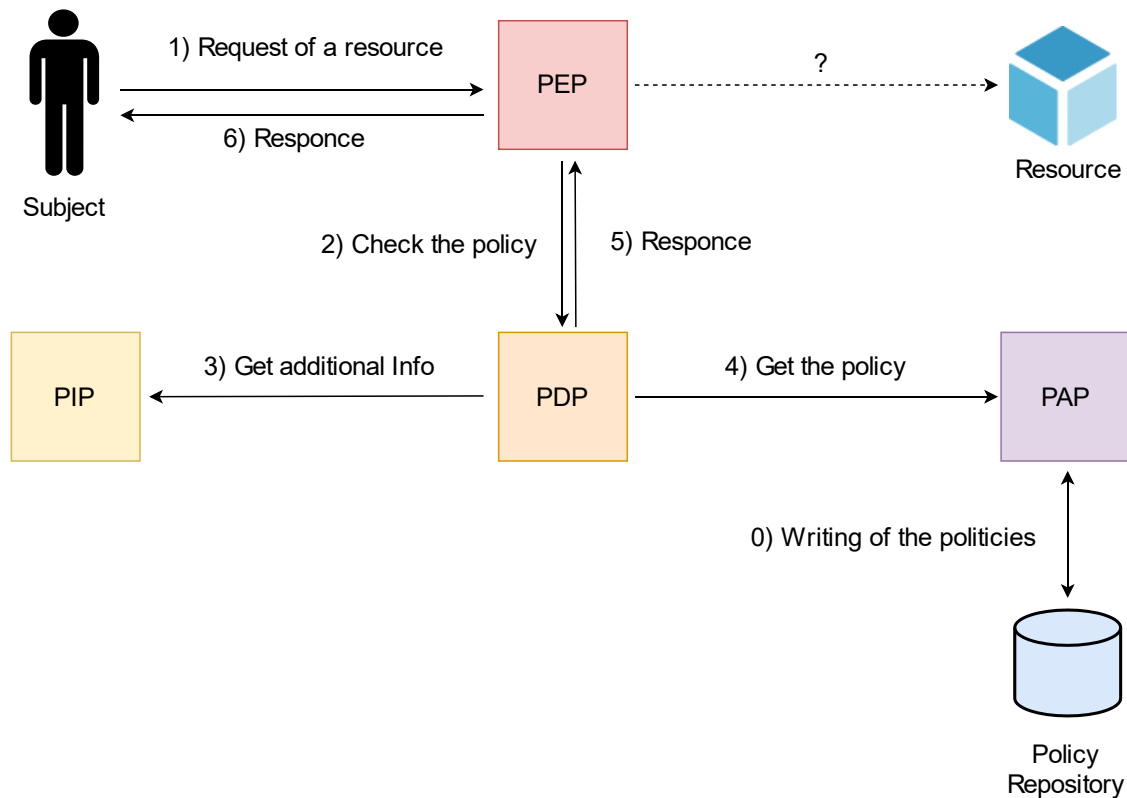 1) Request of a resource
PEP
?
6) Responce
Resource
Subject
2) Check the policy
5) Responce
PIP
3) Get additional Info
PDP
4) Get the policy
PAP
0) Writing of the politicies
Policy
Repository